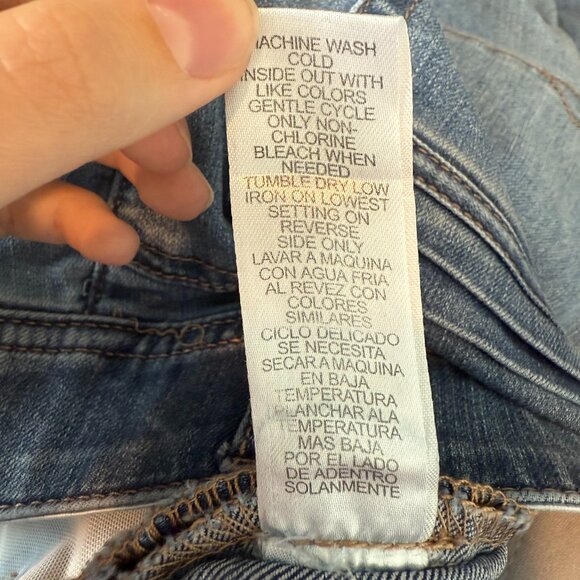 MACHINE WASH
COLD
INSIDE OUT WITH
LIKE COLORS
GENTLE CYCLE
ONLY NON-
CHLORINE
BLEACH WHEN
NEEDED
TUMBLE DRY LOW
IRON ON LOWEST
SETTING ON
REVERSE
SIDE ONLY
LAVAR A MAQUINA
CON AGUA FRIA
AL REVEZ CON
COLORES
SIMILARES
CICLO DELICADO
SE NECESITA
SECAR A MAQUINA
EN BAJA
TEMPERATURA
PLANCHAR ALA
TEMPERATURA
MAS BAJA
POR EL LADO
DE ADENTRO
SOLANMENTE